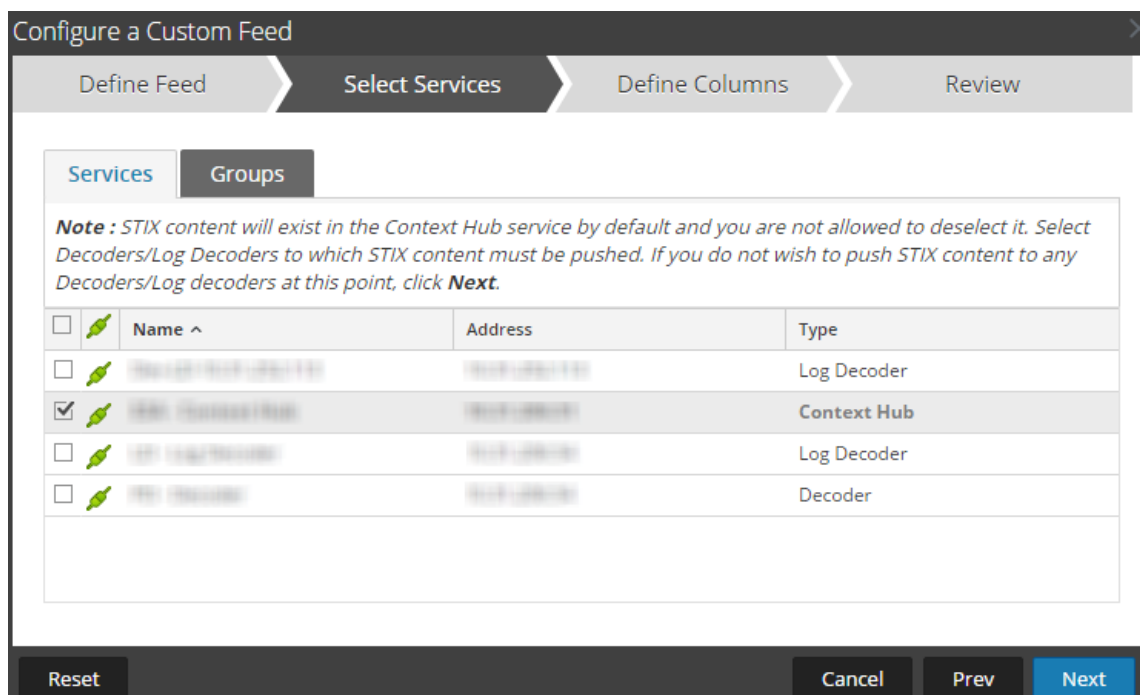 Configure a Custom Feed
Define Feed Select Services Define Columns Review
Services Groups
Note : STIX content will exist in the Context Hub service by default and you are not allowed to deselect it. Select
Decoders/Log Decoders to which STIX content must be pushed. If you do not wish to push STIX content to any
Decoders/Log decoders at this point, click Next.
Name Address Type
Log Decoder
Context Hub
Log Decoder
Decoder
Reset Cancel Prev Next